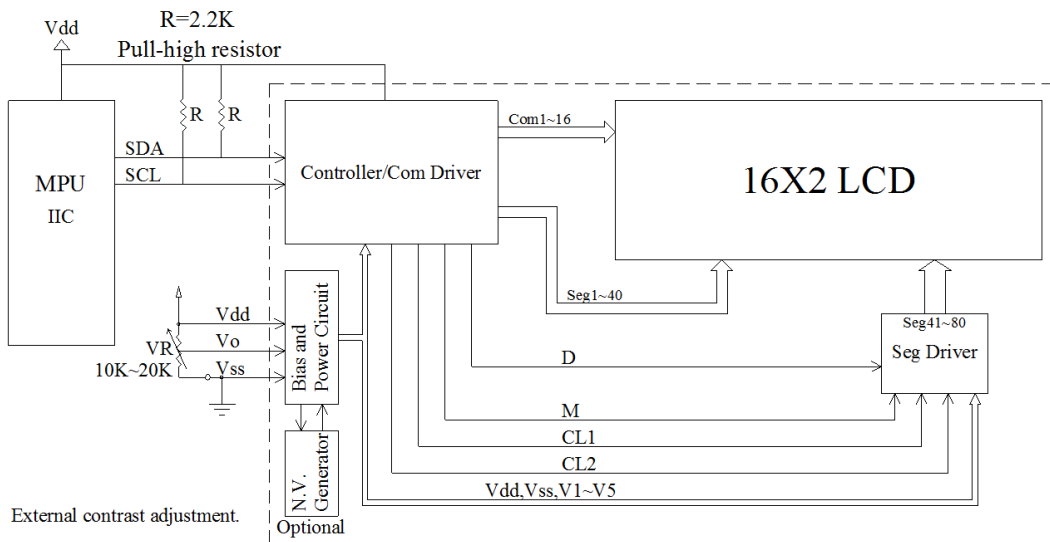 Vdd
R=2.2K
Pull-high resistor
R
R
MPU
IIC
SDA
SCL
Controller/Com Driver
Com1~16
16X2 LCD
Seg1~40
Seg41~80
Seg Driver
Vdd
Vo
Vss
VR
10K~20K
Bias and
Power Circuit
N.V.
Generator
Optional
D
M
CL1
CL2
Vdd,Vss,V1~V5
External contrast adjustment.